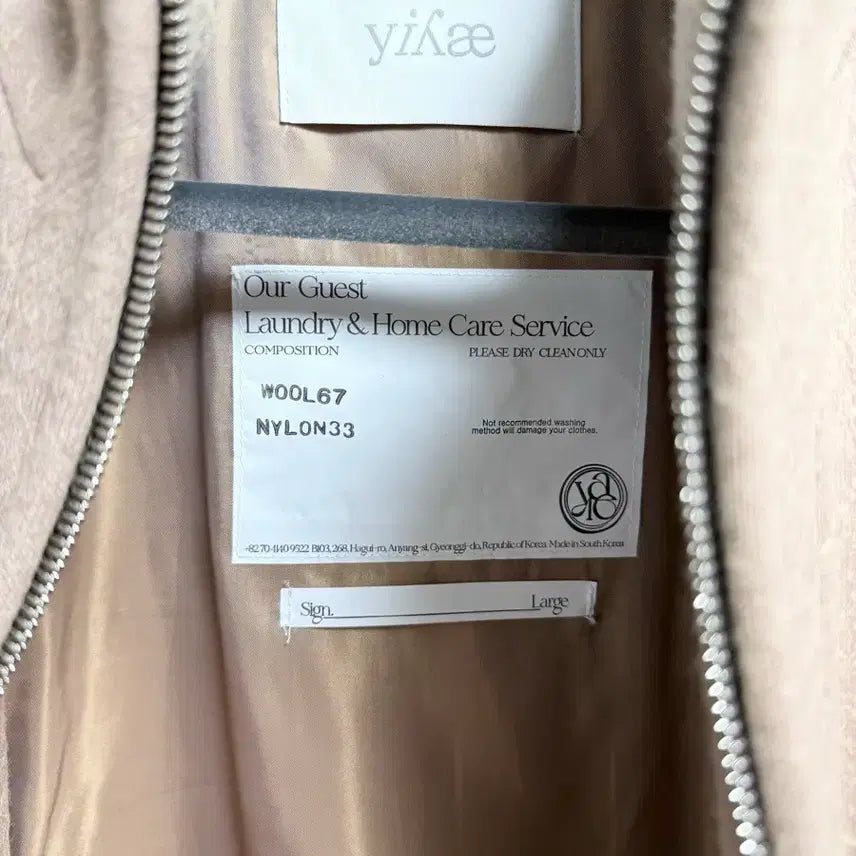 yiʎæ
Our Guest
Laundry & Home Care Service
COMPOSITION PLEASE DRY CLEAN ONLY
WOOL67
NYLON33
Not recommended washing
method will damage your clothes.
+82 70 4140 9522 B103, 268, Hagui-ro, Anyang-si, Gyeonggi-do, Republic of Korea Made in South Korea
Sign. Large